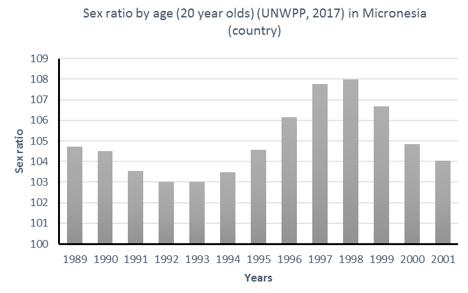 Sex ratio by age (20 year olds) (UNWPP, 2017) in Micronesia
(country)
109
108
107
106
105
104
103
102
101
100
Sex ratio
1989 1990 1991 1992 1993 1994 1995 1996 1997 1998 1999 2000 2001
Years